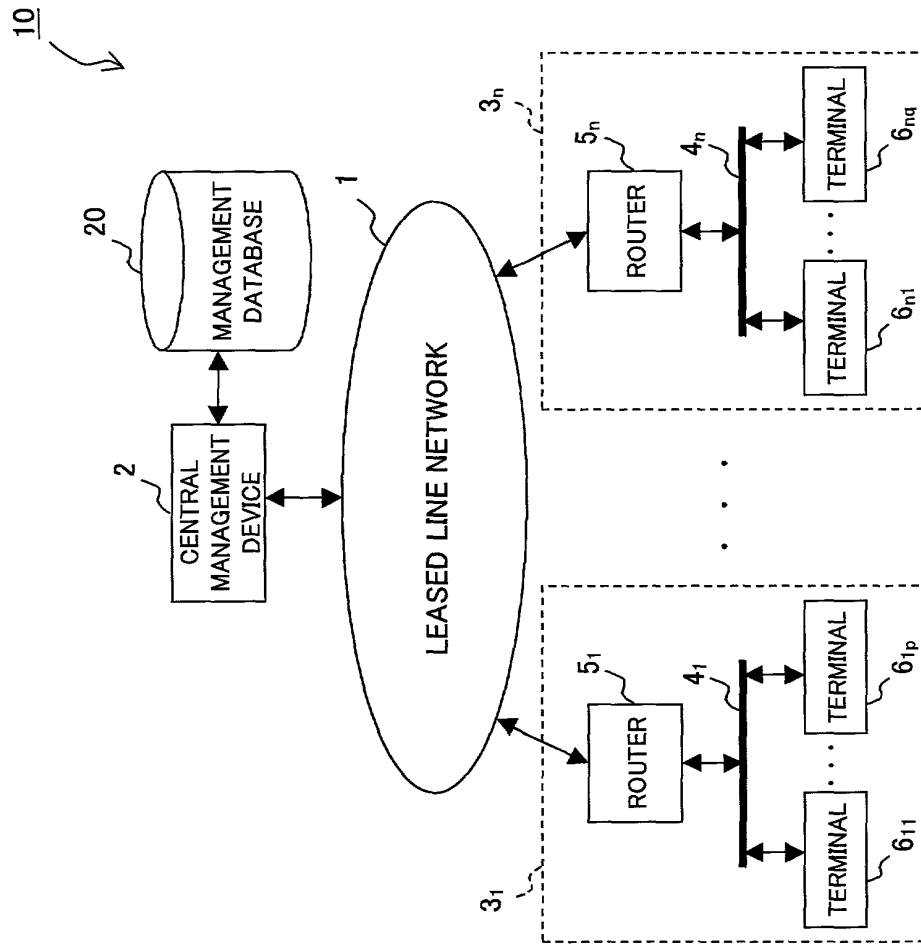 10
20
MANAGEMENT
DATABASE
2
CENTRAL
MANAGEMENT
DEVICE
1
LEASED LINE NETWORK
3₁
5₁
ROUTER
4₁
TERMINAL
6₁₁
. . .
TERMINAL
6₁ₚ
. . .
3ₙ
5ₙ
ROUTER
4ₙ
TERMINAL
6ₙ₁
. . .
TERMINAL
6nq